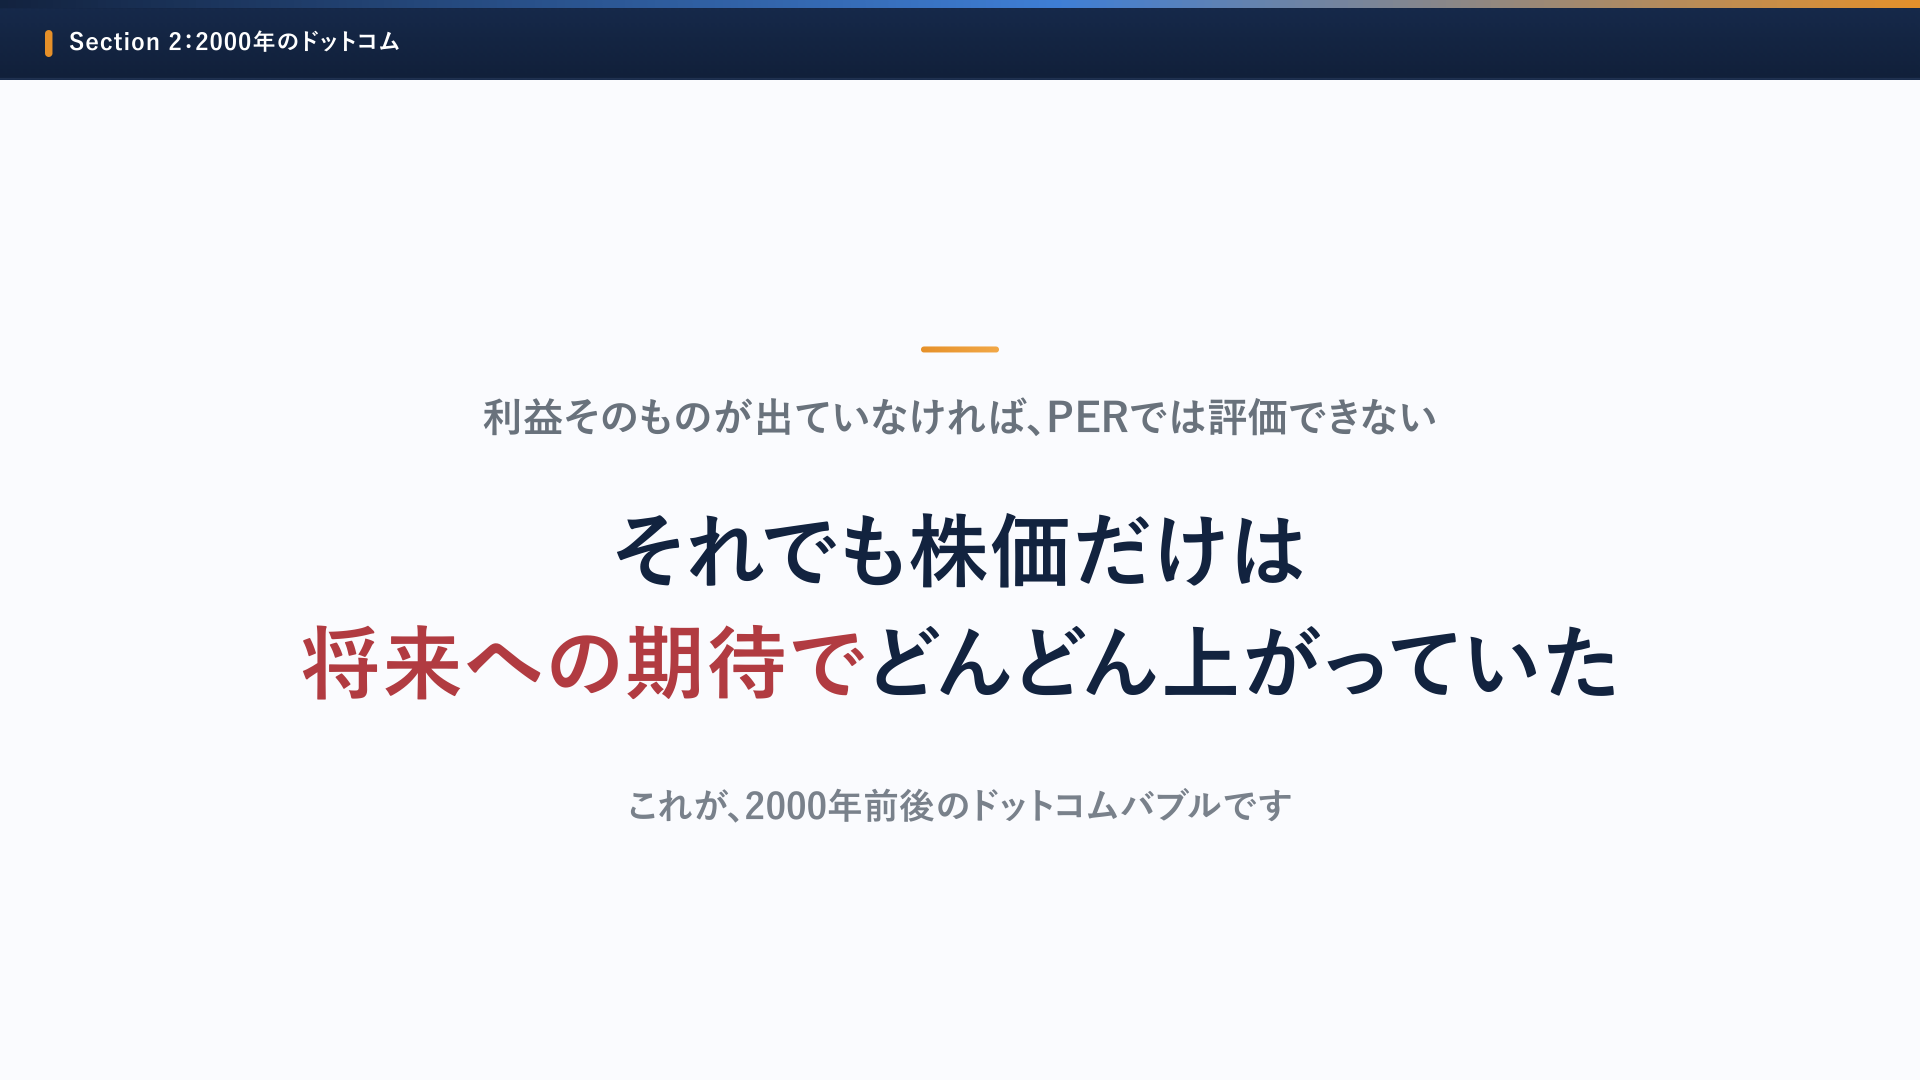 Section 2：2000年のドットコム
利益そのものが出ていなければ、PERでは評価できない
それでも株価だけは
将来への期待でどんどん上がっていた
これが、2000年前後のドットコムバブルです